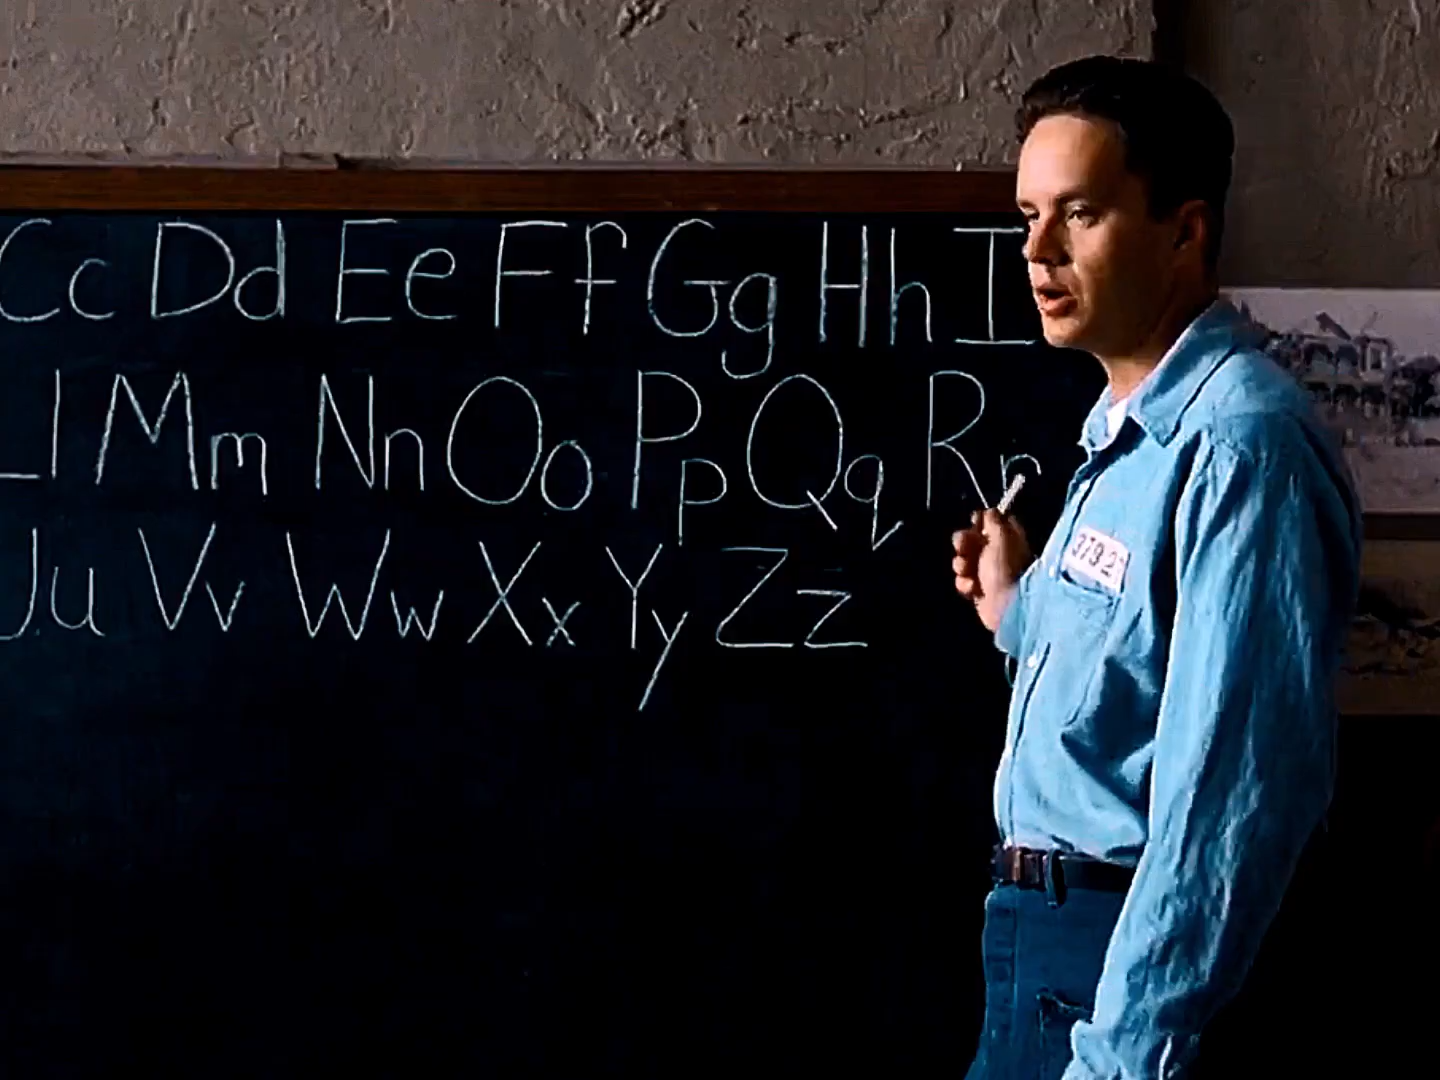 Cc Dd Ee Ff Gg Hh I
Ll Mm Nn Oo Pp Qq Rr
Uu Vv Ww Xx Yy Zz
37927